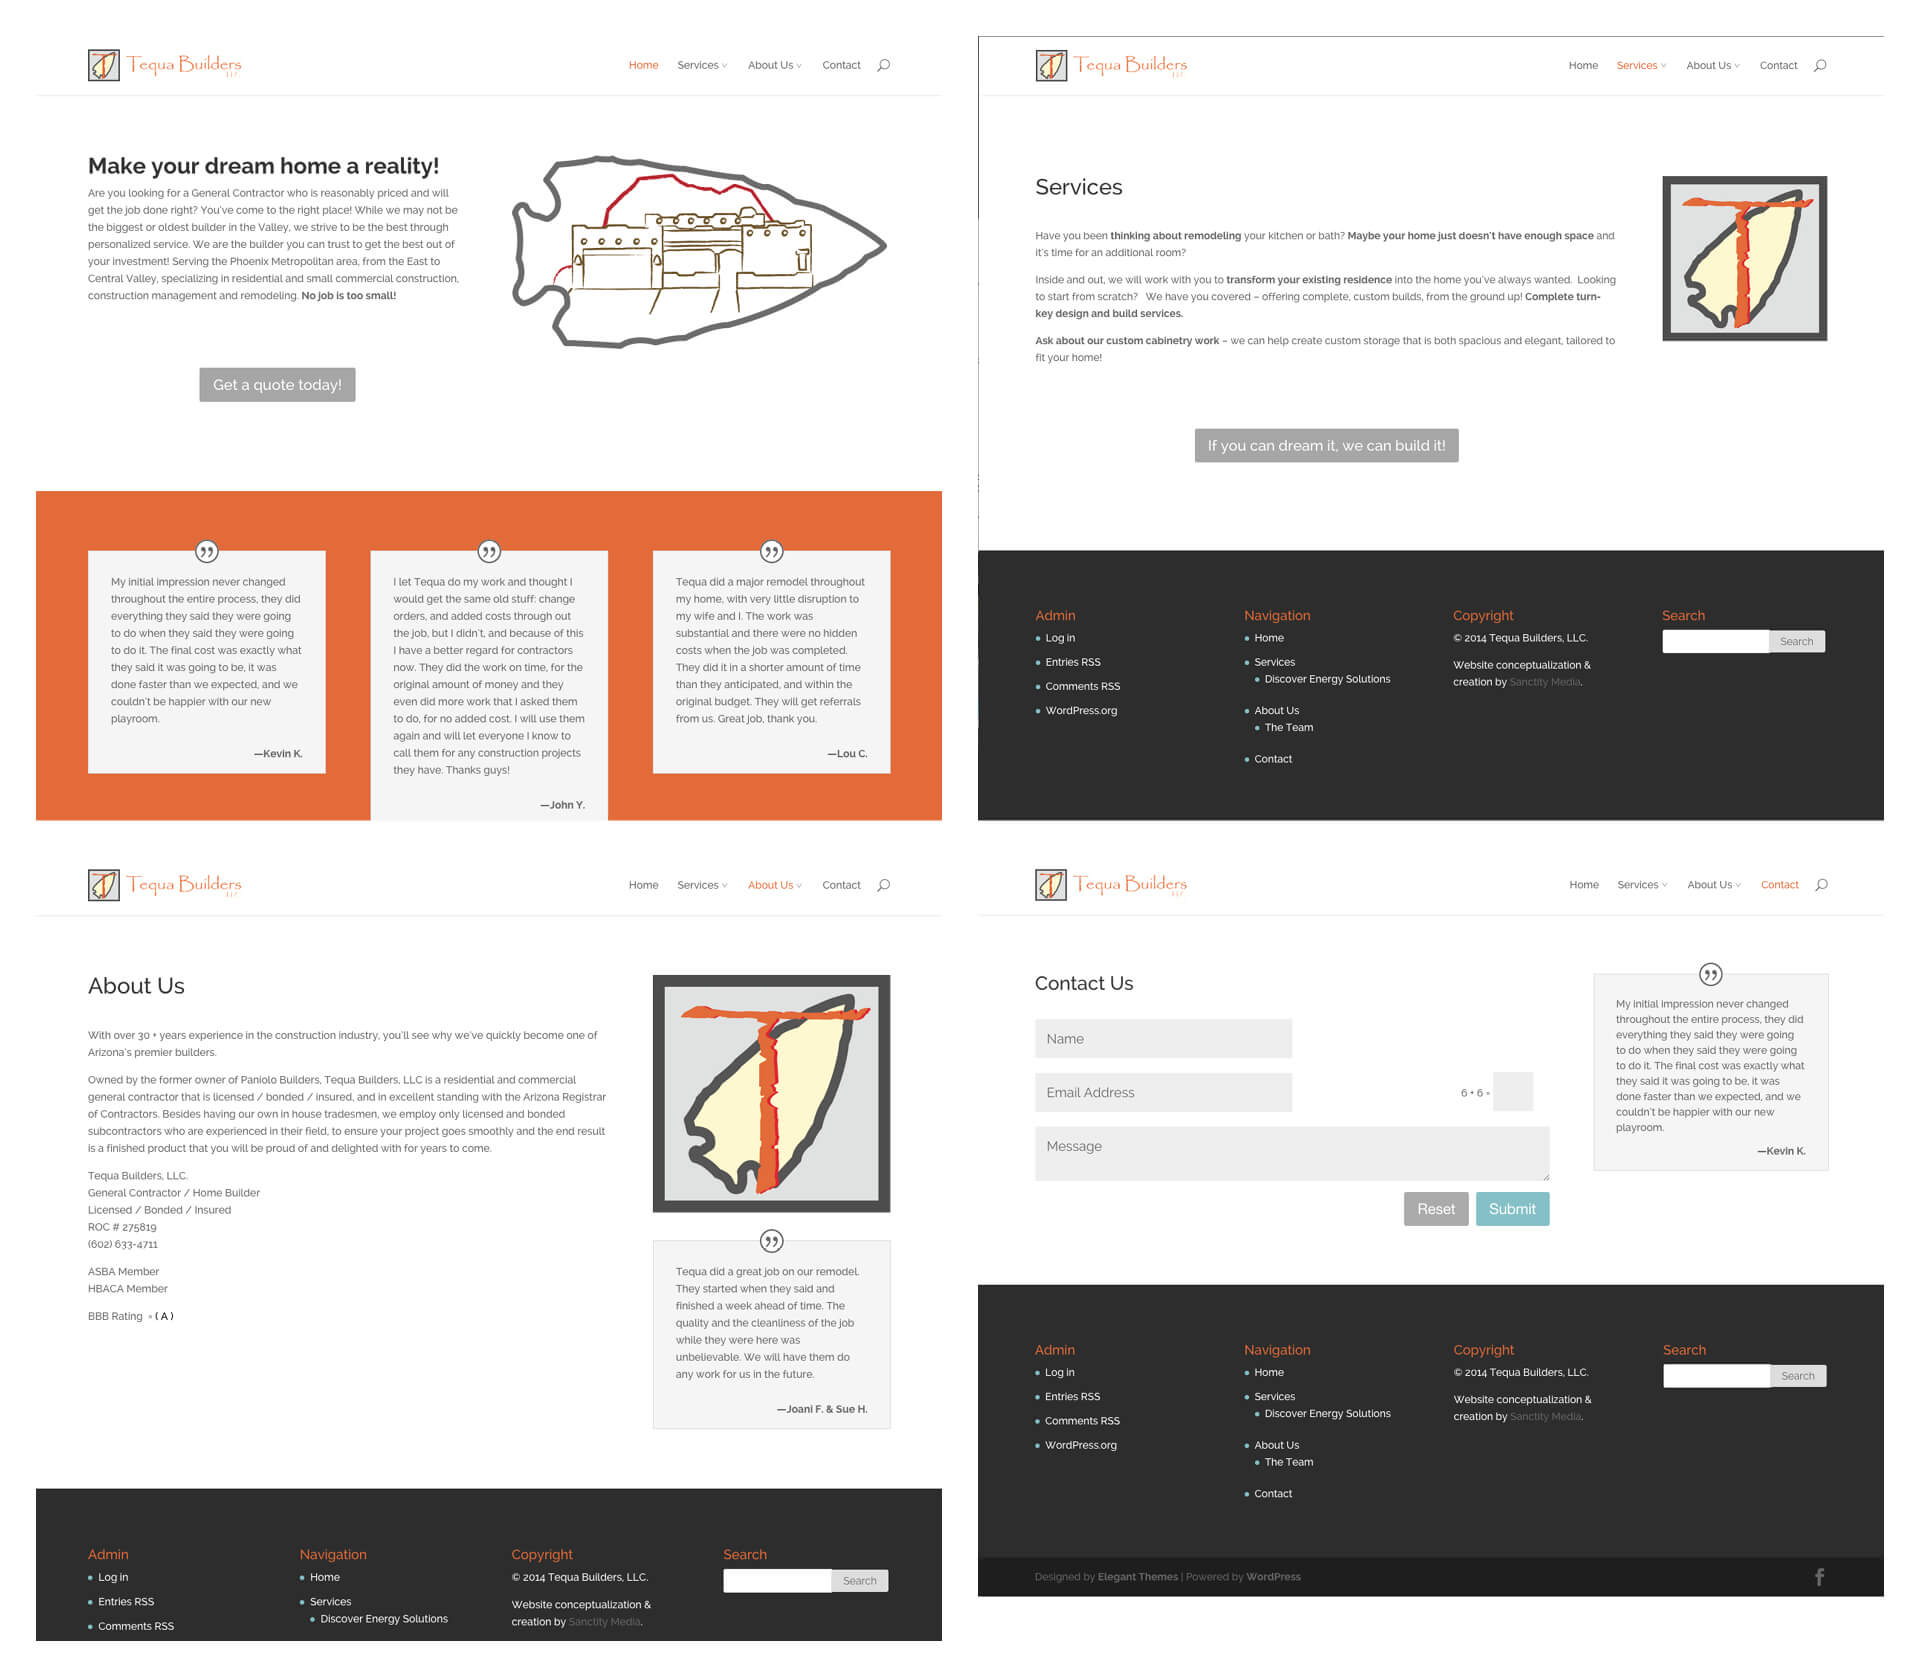 Tequa Builders
LLC
Home
Services
About Us
Contact
Make your dream home a reality!
Are you looking for a General Contractor who is reasonably priced and will
get the job done right? You've come to the right place! While we may not be
the biggest or oldest builder in the Valley, we strive to be the best through
personalized service. We are the builder you can trust to get the best out of
your investment! Serving the Phoenix Metropolitan area, from the East to
Central Valley, specializing in residential and small commercial construction,
construction management and remodeling. No job is too small!
Get a quote today!
My initial impression never changed
throughout the entire process, they did
everything they said they were going
to do when they said they were going
to do it. The final cost was exactly what
they said it was going to be, it was
done faster than we expected, and we
couldn't be happier with our new
playroom.
—Kevin K.
I let Tequa do my work and thought I
would get the same old stuff: change
orders, and added costs through out
the job, but I didn't, and because of this
I have a better regard for contractors
now. They did the work on time, for the
original amount of money and they
even did more work that I asked them
to do, for no added cost. I will use them
again and will let everyone I know to
call them for any construction projects
they have. Thanks guys!
—John Y.
Tequa did a major remodel throughout
my home, with very little disruption to
my wife and I. The work was
substantial and there were no hidden
costs when the job was completed.
They did it in a shorter amount of time
than they anticipated, and within the
original budget. They will get referrals
from us. Great job, thank you.
—Lou C.
Tequa Builders
LLC
Home
Services
About Us
Contact
Services
Have you been thinking about remodeling your kitchen or bath? Maybe your home just doesn't have enough space and
it's time for an additional room?
Inside and out, we will work with you to transform your existing residence into the home you've always wanted. Looking
to start from scratch? We have you covered – offering complete, custom builds, from the ground up! Complete turn-
key design and build services.
Ask about our custom cabinetry work – we can help create custom storage that is both spacious and elegant, tailored to
fit your home!
If you can dream it, we can build it!
Admin
Log in
Entries RSS
Comments RSS
WordPress.org
Navigation
Home
Services
Discover Energy Solutions
About Us
The Team
Contact
Copyright
© 2014 Tequa Builders, LLC.
Website conceptualization &
creation by Sanctity Media.
Search
Search
Tequa Builders
LLC
Home
Services
About Us
Contact
About Us
With over 30 + years experience in the construction industry, you'll see why we've quickly become one of
Arizona's premier builders.
Owned by the former owner of Paniolo Builders, Tequa Builders, LLC is a residential and commercial
general contractor that is licensed / bonded / insured, and in excellent standing with the Arizona Registrar
of Contractors. Besides having our own in house tradesmen, we employ only licensed and bonded
subcontractors who are experienced in their field, to ensure your project goes smoothly and the end result
is a finished product that you will be proud of and delighted with for years to come.
Tequa Builders, LLC.
General Contractor / Home Builder
Licensed / Bonded / Insured
ROC # 275819
(602) 633-4711
ASBA Member
HBACA Member
BBB Rating = ( A )
Tequa did a great job on our remodel.
They started when they said and
finished a week ahead of time. The
quality and the cleanliness of the job
while they were here was
unbelievable. We will have them do
any work for us in the future.
—Joani F. & Sue H.
Admin
Log in
Entries RSS
Comments RSS
Navigation
Home
Services
Discover Energy Solutions
Copyright
© 2014 Tequa Builders, LLC.
Website conceptualization &
creation by Sanctity Media.
Search
Search
Tequa Builders
LLC
Home
Services
About Us
Contact
Contact Us
Name
Email Address
6 + 6 =
Message
Reset
Submit
My initial impression never changed
throughout the entire process, they did
everything they said they were going
to do when they said they were going
to do it. The final cost was exactly what
they said it was going to be, it was
done faster than we expected, and we
couldn't be happier with our new
playroom.
—Kevin K.
Admin
Log in
Entries RSS
Comments RSS
WordPress.org
Navigation
Home
Services
Discover Energy Solutions
About Us
The Team
Contact
Copyright
© 2014 Tequa Builders, LLC.
Website conceptualization &
creation by Sanctity Media.
Search
Search
Designed by Elegant Themes | Powered by WordPress